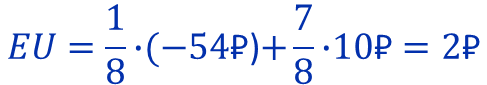 EU = 1/8 · (−54₽) + 7/8 · 10₽ = 2₽